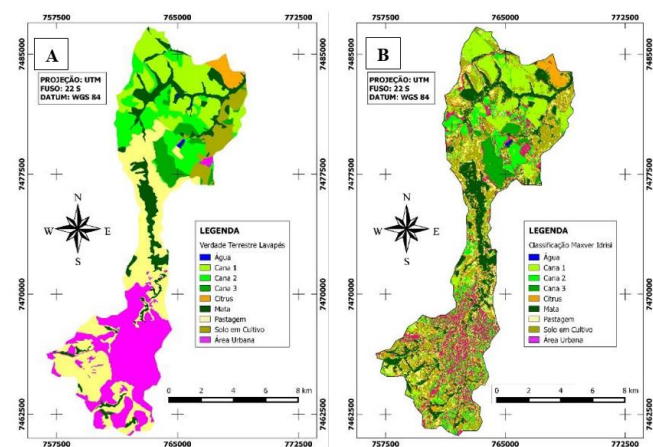 757500 765000 772500
A
PROJEÇÃO: UTM
FUSO: 22 S
DATUM: WGS 84
7485000
7477500
7470000
7462500
N
W E
S
LEGENDA
Verdade Terrestre Lavapés
Água
Cana 1
Cana 2
Cana 3
Citrus
Mata
Pastagem
Solo em Cultivo
Área Urbana
0 2 4 6 8 km
757500 765000 772500
757500 765000 772500
B
PROJEÇÃO: UTM
FUSO: 22 S
DATUM: WGS 84
7485000
7477500
7470000
7462500
N
W E
S
LEGENDA
Classificação Maxver Idrisi
Água
Cana 1
Cana 2
Cana 3
Citrus
Mata
Pastagem
Solo em Cultivo
Área Urbana
0 2 4 6 8 km
757500 765000 772500